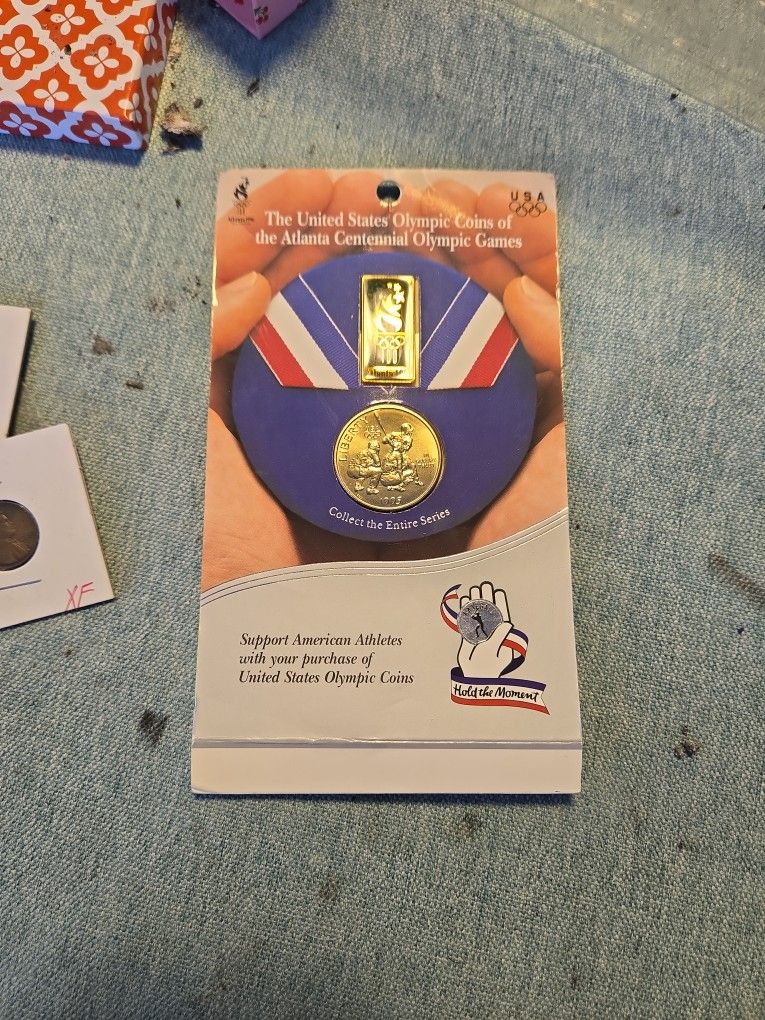 USA
The United States Olympic Coins of
the Atlanta Centennial Olympic Games
LIBERTY
1995
Collect the Entire Series
Support American Athletes
with your purchase of
United States Olympic Coins
Hold the Moment
XF